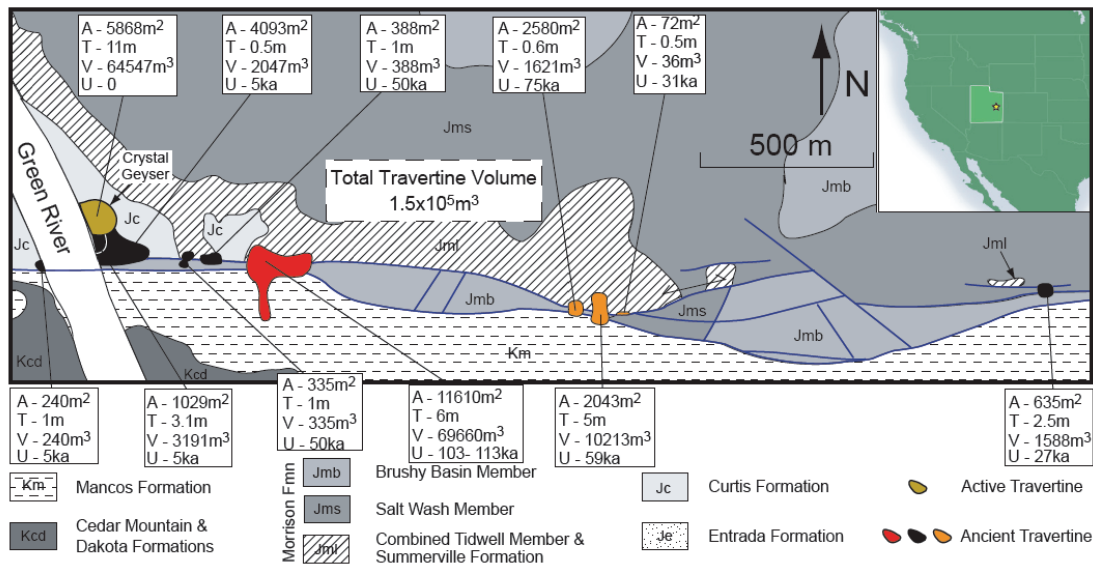 A - 5868m2
T - 11m
V - 64547m3
U - 0
A - 4093m2
T - 0.5m
V - 2047m3
U - 5ka
A - 388m2
T - 1m
V - 388m3
U - 50ka
A - 2580m2
T - 0.6m
V - 1621m3
U - 75ka
A - 72m2
T - 0.5m
V - 36m3
U - 31ka
N
500 m
Jms
Jmb
Green River
Crystal
Geyser
Total Travertine Volume
1.5x105m3
Jc
Jc
Jc
Jml
Jml
Jmb
Jms
Jmb
Km
Kcd
Kcd
A - 240m2
T - 1m
V - 240m3
U - 5ka
A - 1029m2
T - 3.1m
V - 3191m3
U - 5ka
A - 335m2
T - 1m
V - 335m3
U - 50ka
A - 11610m2
T - 6m
V - 69660m3
U - 103- 113ka
A - 2043m2
T - 5m
V - 10213m3
U - 59ka
A - 635m2
T - 2.5m
V - 1588m3
U - 27ka
Km
Mancos Formation
Kcd
Cedar Mountain &
Dakota Formations
Morrison Fmn
Jmb
Brushy Basin Member
Jms
Salt Wash Member
Jml
Combined Tidwell Member &
Summerville Formation
Jc
Curtis Formation
Je
Entrada Formation
Active Travertine
Ancient Travertine